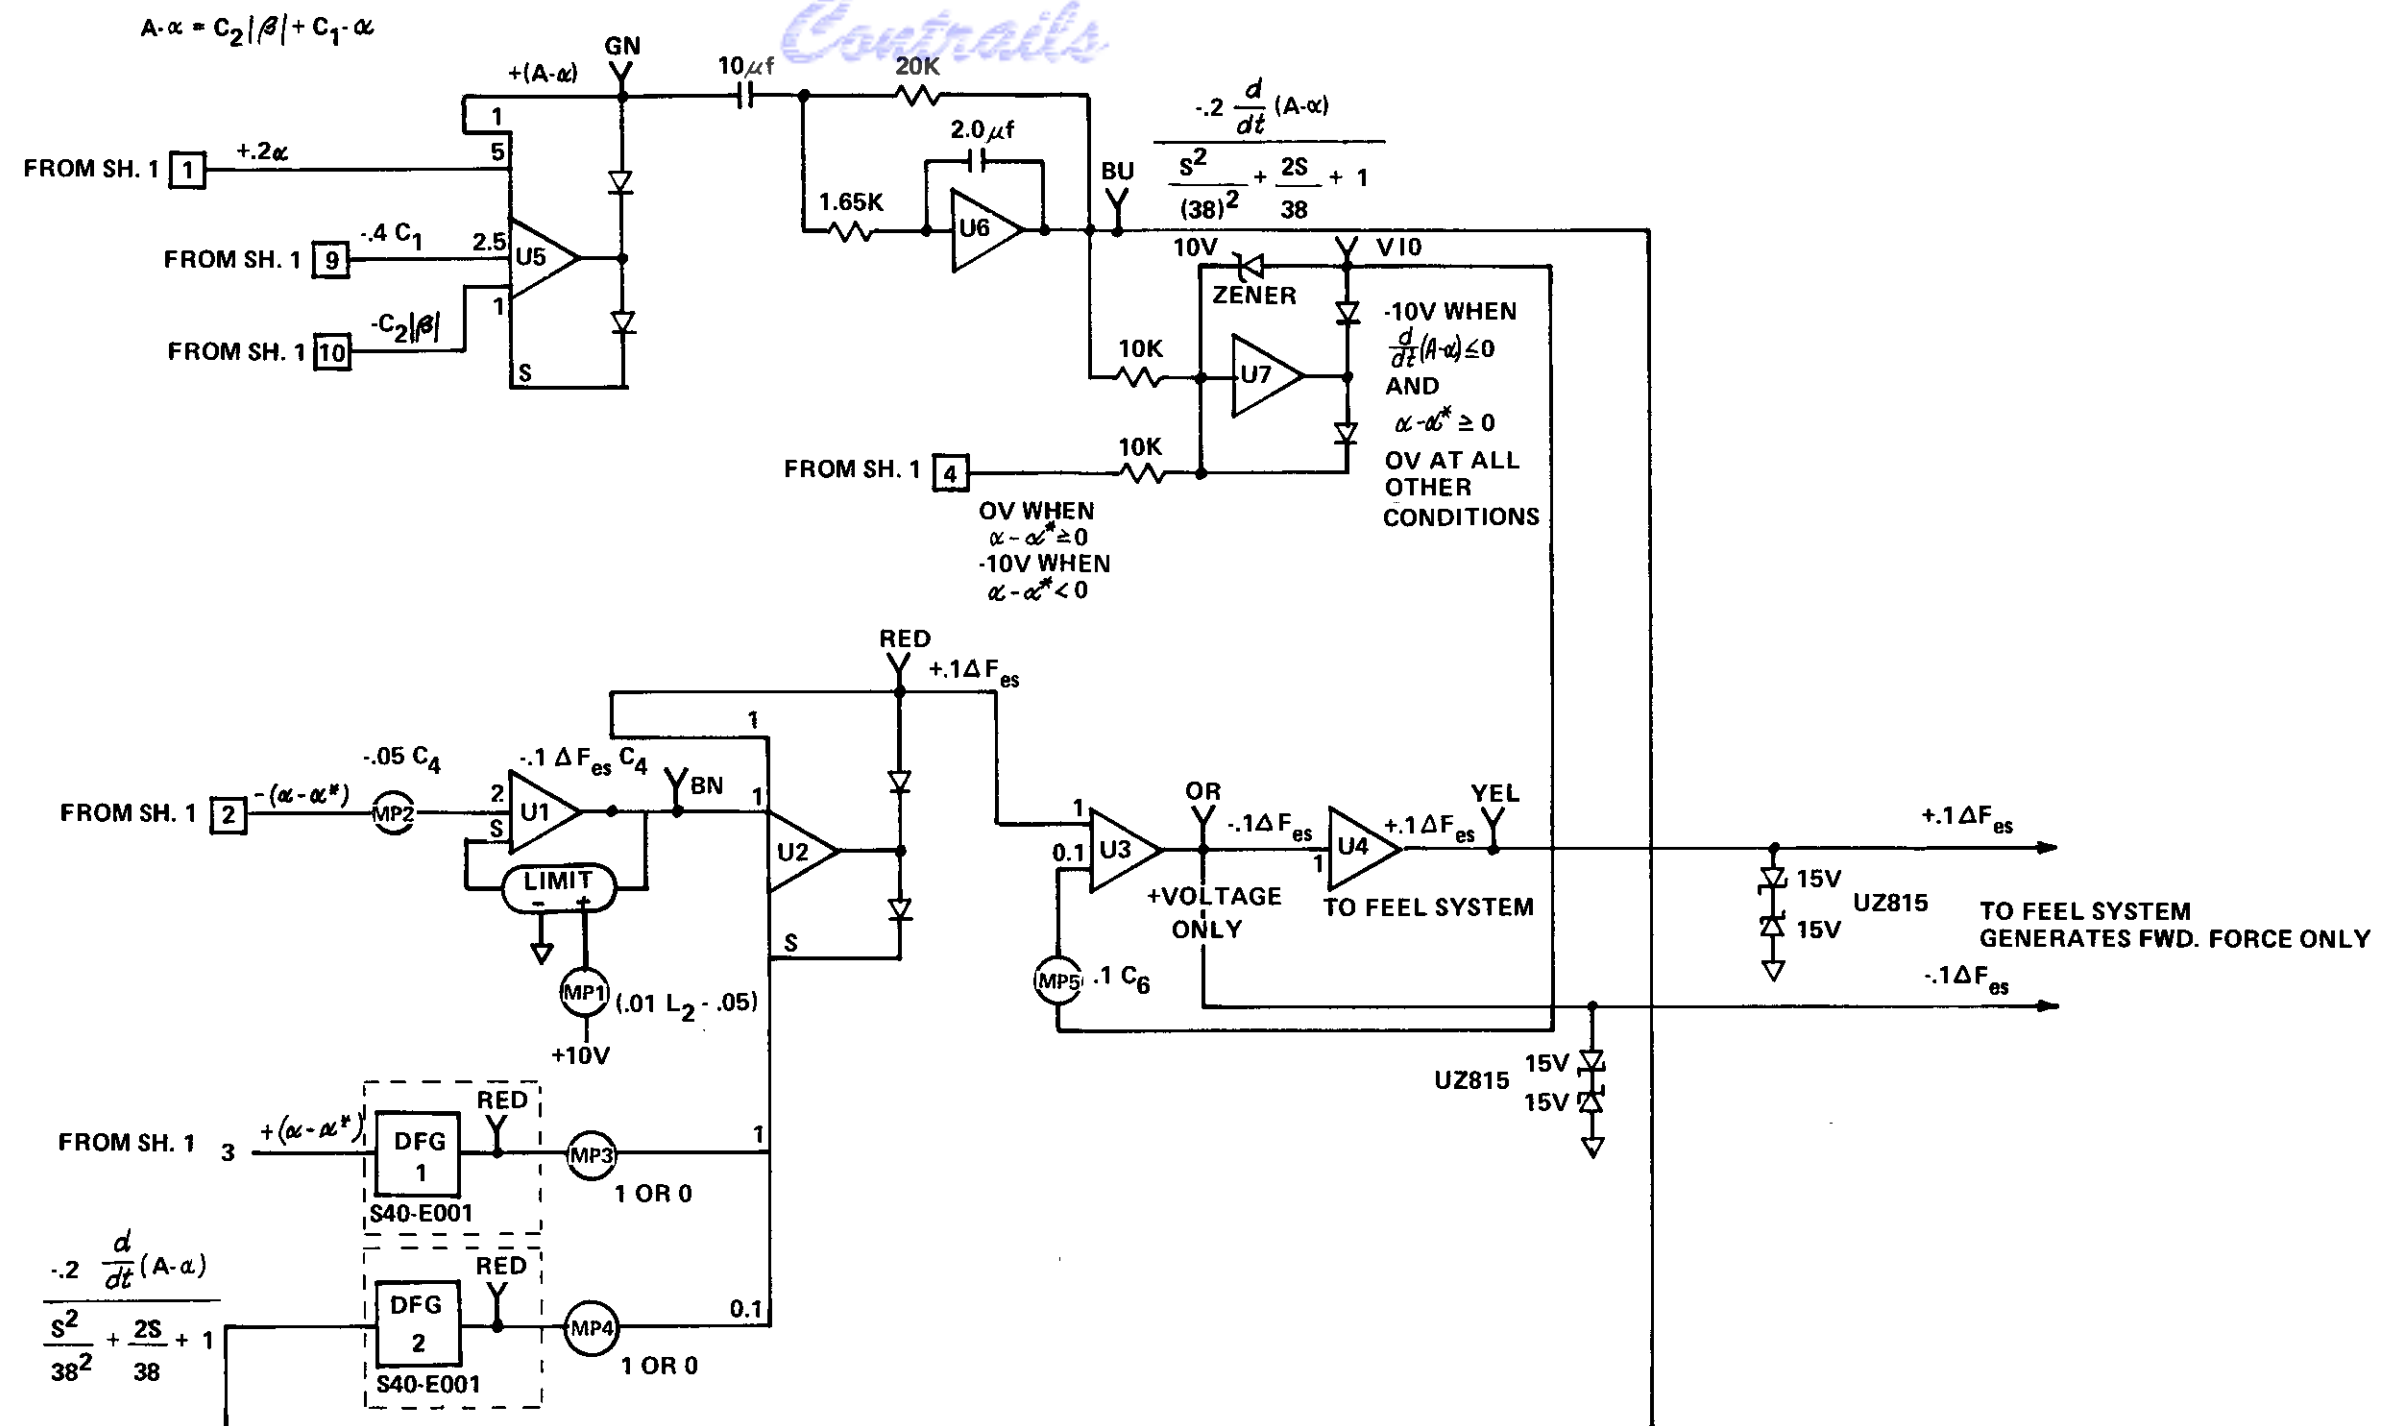 A-α = C2|β| + C1-α
Contrails
GN
+(A-α)
10μf
20K
1
5
FROM SH. 1 1 +.2α
FROM SH. 1 9 -.4 C1 2.5
U5
FROM SH. 1 10 -C2|β| 1
S
2.0μf
1.65K
U6
BU
-.2 d/dt (A-α)
S²/(38)² + 2S/38 + 1
10V
ZENER
V10
10K
U7
-10V WHEN
d/dt(A-α)≤0
AND
α-α* ≥ 0
OV AT ALL
OTHER
CONDITIONS
FROM SH. 1 4
10K
OV WHEN
α-α*≥0
-10V WHEN
α-α*<0
RED
+.1ΔFes
1
-.05 C4
-.1 ΔFes C4
BN
FROM SH. 1 2 -(α-α*)
MP2
2
S
U1
1
LIMIT
- +
MP1 (.01 L2 - .05)
+10V
U2
S
1
0.1
U3
MP5 .1 C6
OR
-.1ΔFes
+VOLTAGE
ONLY
1
U4
+.1ΔFes
YEL
TO FEEL SYSTEM
+.1ΔFes
15V
15V
UZ815
TO FEEL SYSTEM
GENERATES FWD. FORCE ONLY
-.1ΔFes
UZ815
15V
15V
FROM SH. 1 3 +(α-α*)
DFG
1
RED
S40-E001
MP3
1 OR 0
1
-.2 d/dt (A-α)
S²/38² + 2S/38 + 1
DFG
2
RED
S40-E001
MP4
1 OR 0
0.1